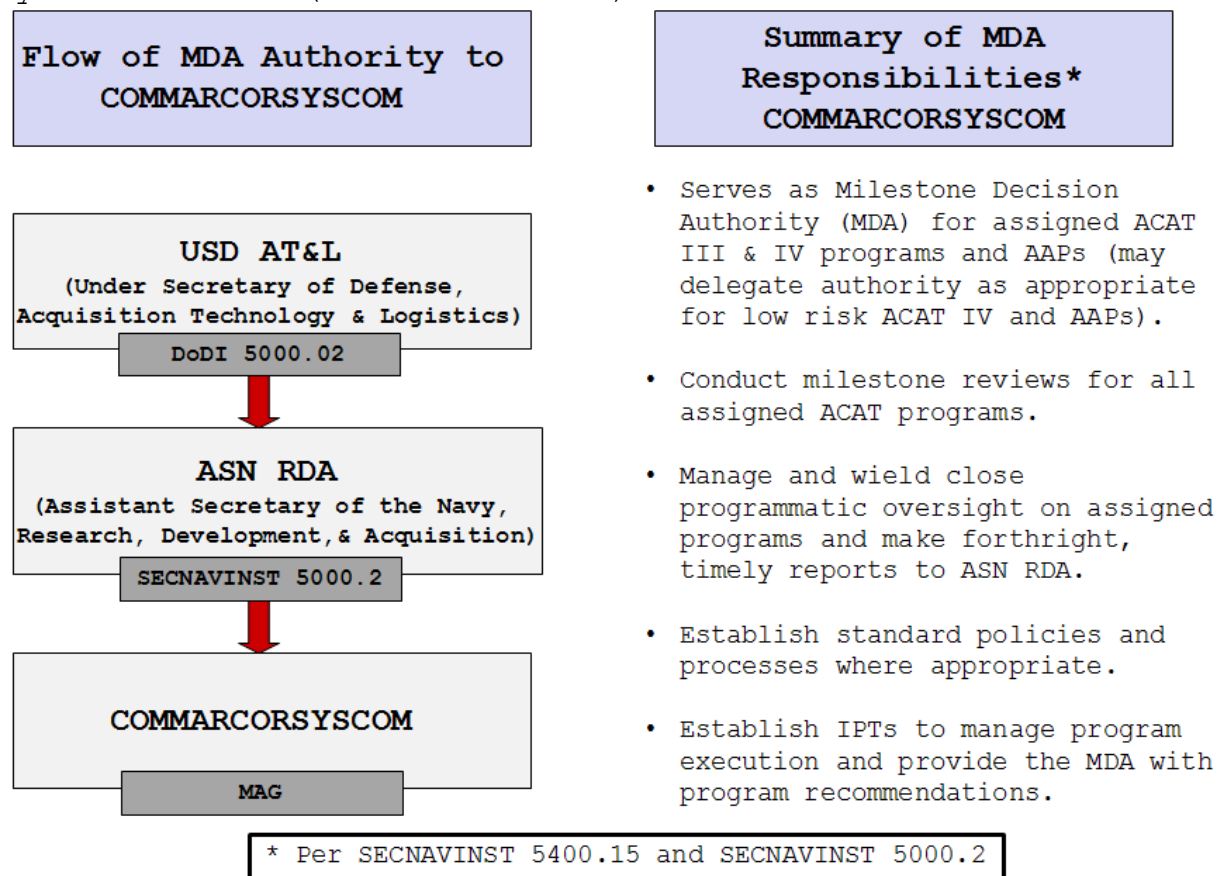 Flow of MDA Authority to
COMMARCORSYSCOM
USD AT&L
(Under Secretary of Defense,
Acquisition Technology & Logistics)
DoDI 5000.02
ASN RDA
(Assistant Secretary of the Navy,
Research, Development,& Acquisition)
SECNAVINST 5000.2
COMMARCORSYSCOM
MAG
Summary of MDA
Responsibilities*
COMMARCORSYSCOM
• Serves as Milestone Decision
Authority (MDA) for assigned ACAT
III & IV programs and AAPs (may
delegate authority as appropriate
for low risk ACAT IV and AAPs).
• Conduct milestone reviews for all
assigned ACAT programs.
• Manage and wield close
programmatic oversight on assigned
programs and make forthright,
timely reports to ASN RDA.
• Establish standard policies and
processes where appropriate.
• Establish IPTs to manage program
execution and provide the MDA with
program recommendations.
* Per SECNAVINST 5400.15 and SECNAVINST 5000.2